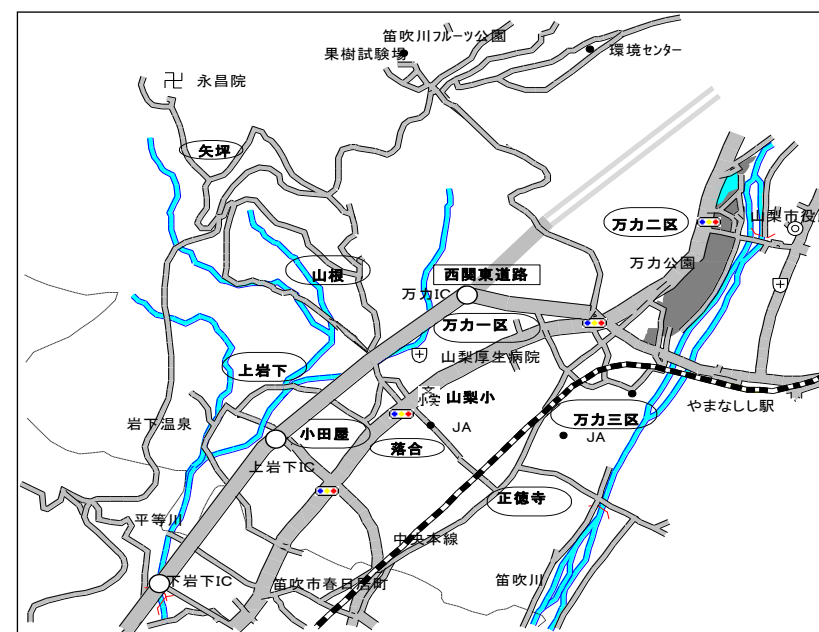 笛吹川フルーツ公園
果樹試験場
環境センター
永昌院
矢坪
万力二区
山梨市役
万力公園
山根
西関東道路
万力IC
万力一区
山梨厚生病院
上岩下
山梨小
やまなしし駅
岩下温泉
小田屋
JA
万力三区
JA
落合
上岩下IC
正徳寺
平等川
中央本線
下岩下IC
笛吹市春日居町
笛吹川